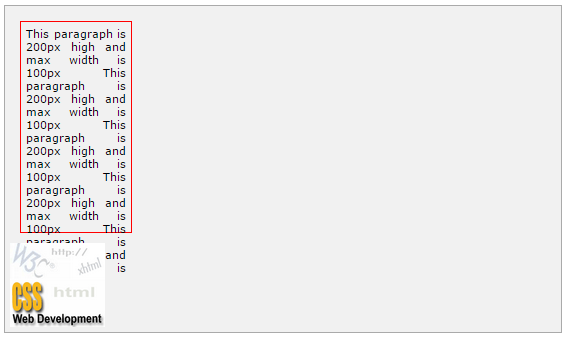 This paragraph is
200px high and
max width is
100px This
paragraph is
200px high and
max width is
100px This
paragraph is
200px high and
max width is
100px This
paragraph is
200px high and
max width is
100px This
paragraph is
and
is
W3C
http://
xhtml
CSS
html
Web Development